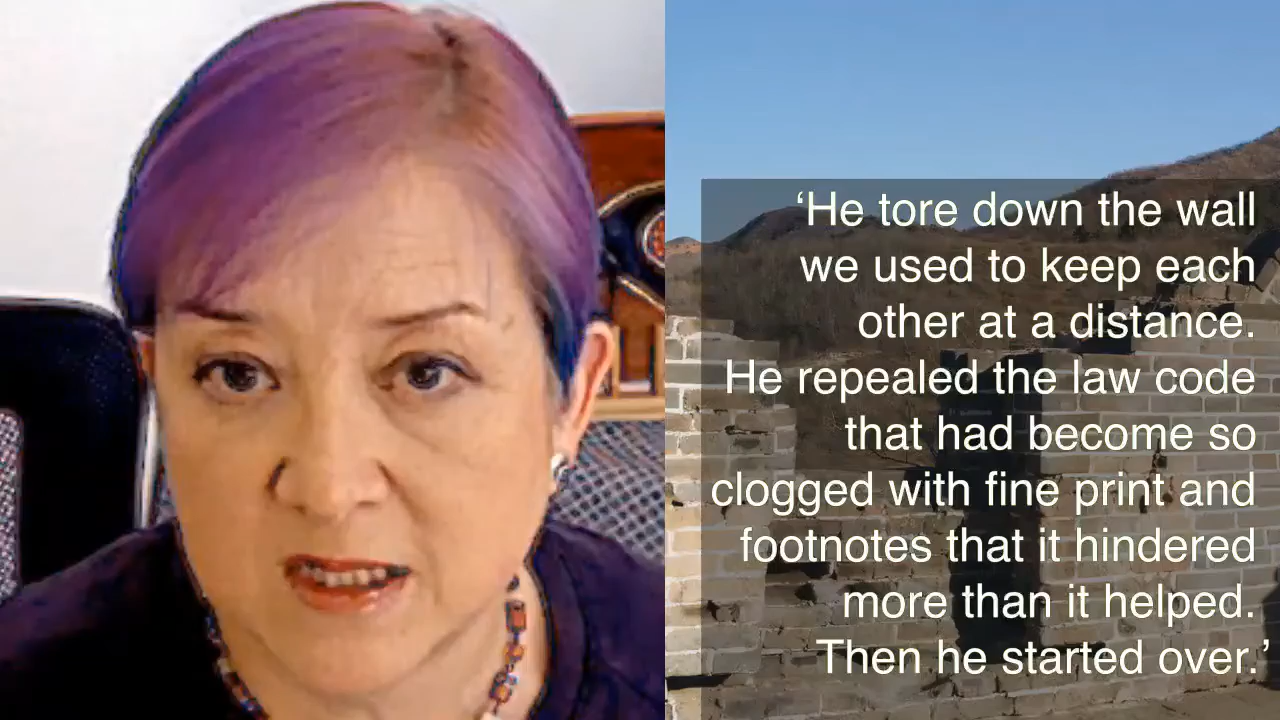 ‘He tore down the wall
we used to keep each
other at a distance.
He repealed the law code
that had become so
clogged with fine print and
footnotes that it hindered
more than it helped.
Then he started over.’